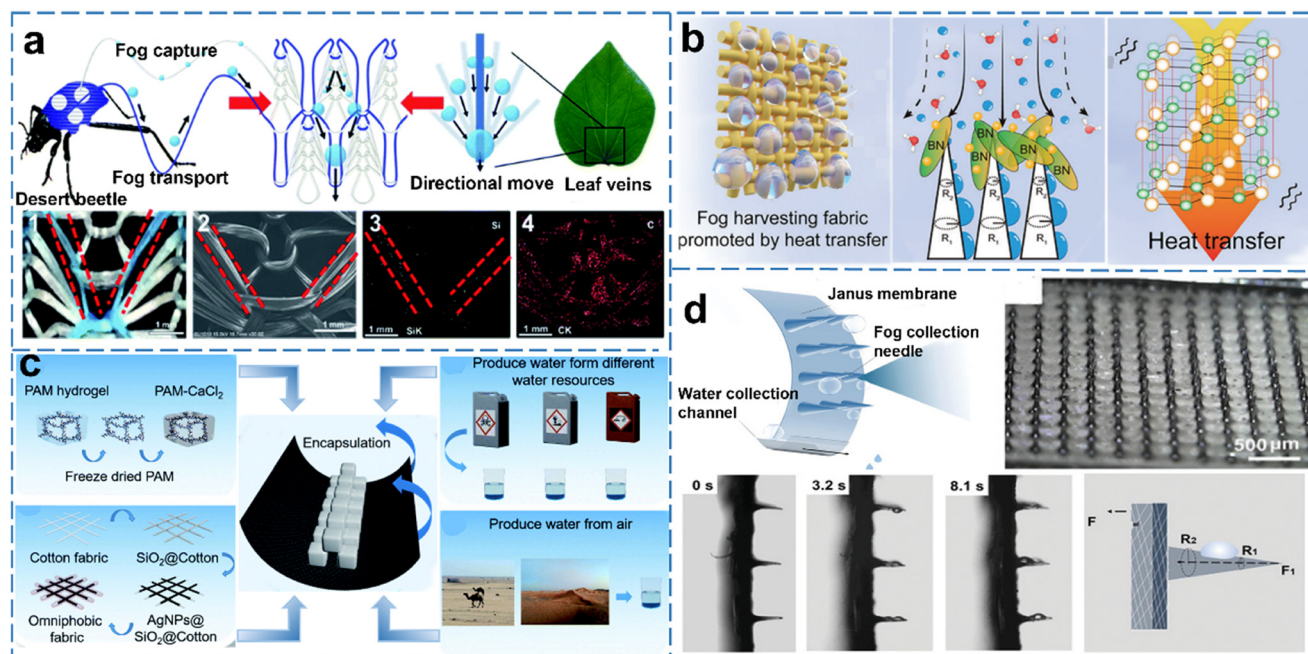 a
Fog capture
Fog transport
Desert beetle
Directional move
Leaf veins
1
1 mm
2
1 mm
3
Si
1 mm
SiK
4
C
1 mm
CK
b
Fog harvesting fabric
promoted by heat transfer
BN
BN
BN
BN
R2
R1
R2
R1
R2
R1
Heat transfer
c
PAM hydrogel
PAM-CaCl2
Freeze dried PAM
Cotton fabric
SiO2@Cotton
Omniphobic
fabric
AgNPs@
SiO2@Cotton
Encapsulation
Produce water form different
water resources
Produce water from air
d
Janus membrane
Fog collection
needle
Water collection
channel
500 μm
0 s
3.2 s
8.1 s
F
R2
R1
F1